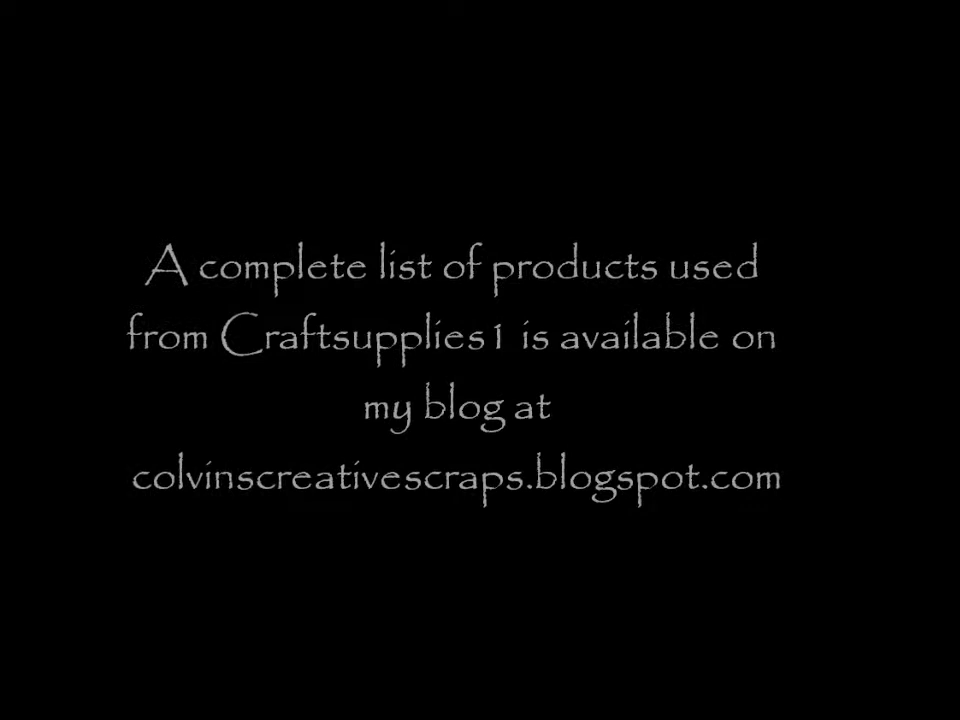 A complete list of products used
from Craftsupplies1 is available on
my blog at
colvinscreativescraps.blogspot.com